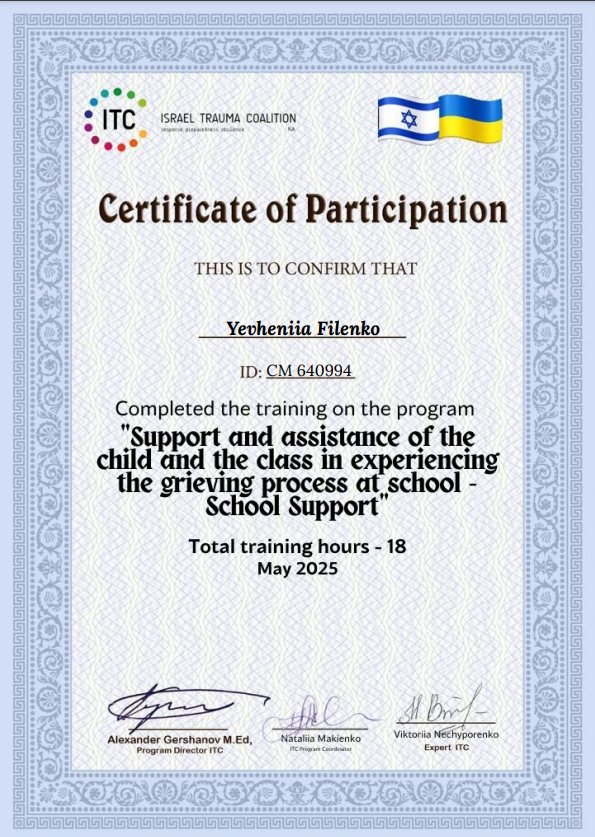 ITC
ISRAEL TRAUMA COALITION
response, preparedness, resilience
RA
Certificate of Participation
THIS IS TO CONFIRM THAT
Yevheniia Filenko
ID: CM 640994
Completed the training on the program
"Support and assistance of the
child and the class in experiencing
the grieving process at school -
School Support"
Total training hours - 18
May 2025
Alexander Gershanov M.Ed,
Program Director ITC
Nataliia Makienko
ITC Program Coordinator
Viktoriia Nechyporenko
Expert ITC